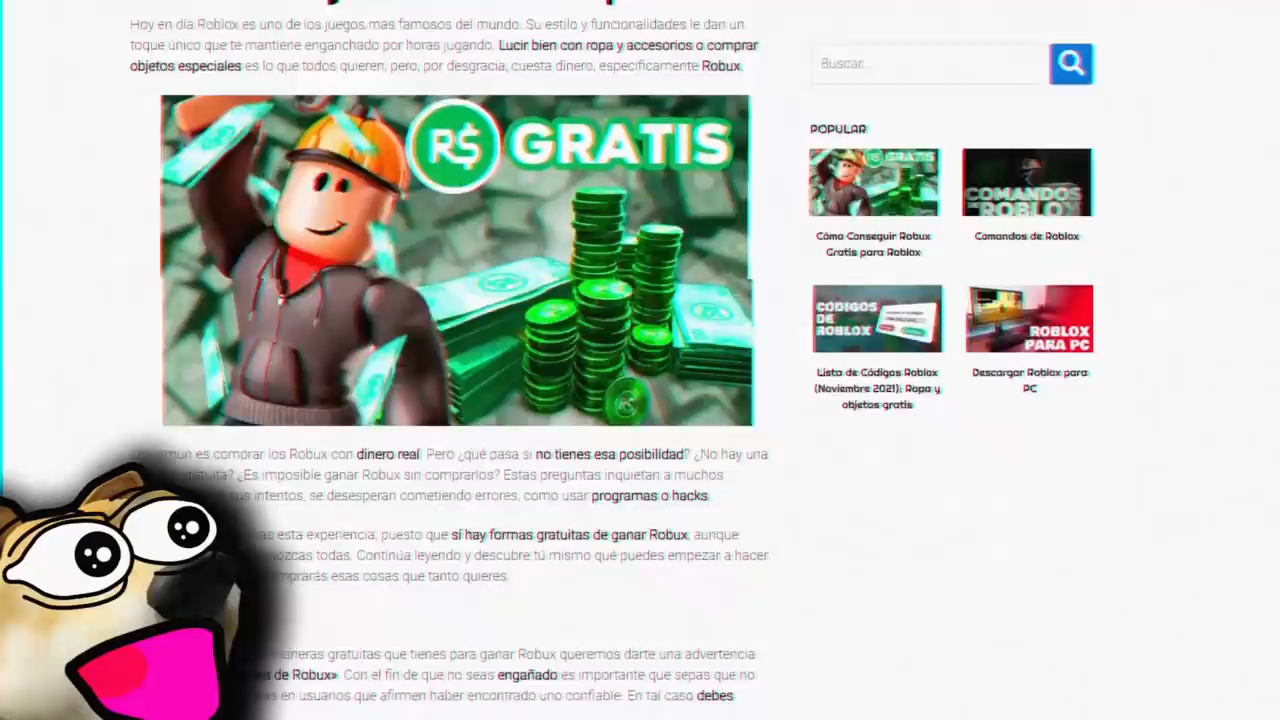 Hoy en día Roblox es uno de los juegos mas famosos del mundo. Su estilo y funcionalidades le dan un
toque único que te mantiene enganchado por horas jugando. Lucir bien con ropa y accesorios o comprar
objetos especiales es lo que todos quieren, pero, por desgracia, cuesta dinero, específicamente Robux.
R$ GRATIS
es comprar los Robux con dinero real. Pero ¿qué pasa si no tienes esa posibilidad? ¿No hay una
¿Es imposible ganar Robux sin comprarlos? Estas preguntas inquietan a muchos
sus intentos, se desesperan cometiendo errores, como usar programas o hacks.
esta experiencia, puesto que sí hay formas gratuitas de ganar Robux, aunque
todas. Continúa leyendo y descubre tú mismo qué puedes empezar a hacer
esas cosas que tanto quieres.
gratuitas que tienes para ganar Robux queremos darte una advertencia
de Robux». Con el fin de que no seas engañado es importante que sepas que no
en usuarios que afirmen haber encontrado uno confiable. En tal caso debes
Buscar...
POPULAR
R$ GRATIS
Cómo Conseguir Robux
Gratis para Roblox
COMANDOS
DE ROBLOX
Comandos de Roblox
CÓDIGOS
DE
ROBLOX
Lista de Códigos Roblox
(Noviembre 2021): Ropa y
objetos gratis
ROBLOX
PARA PC
Descargar Roblox para
PC